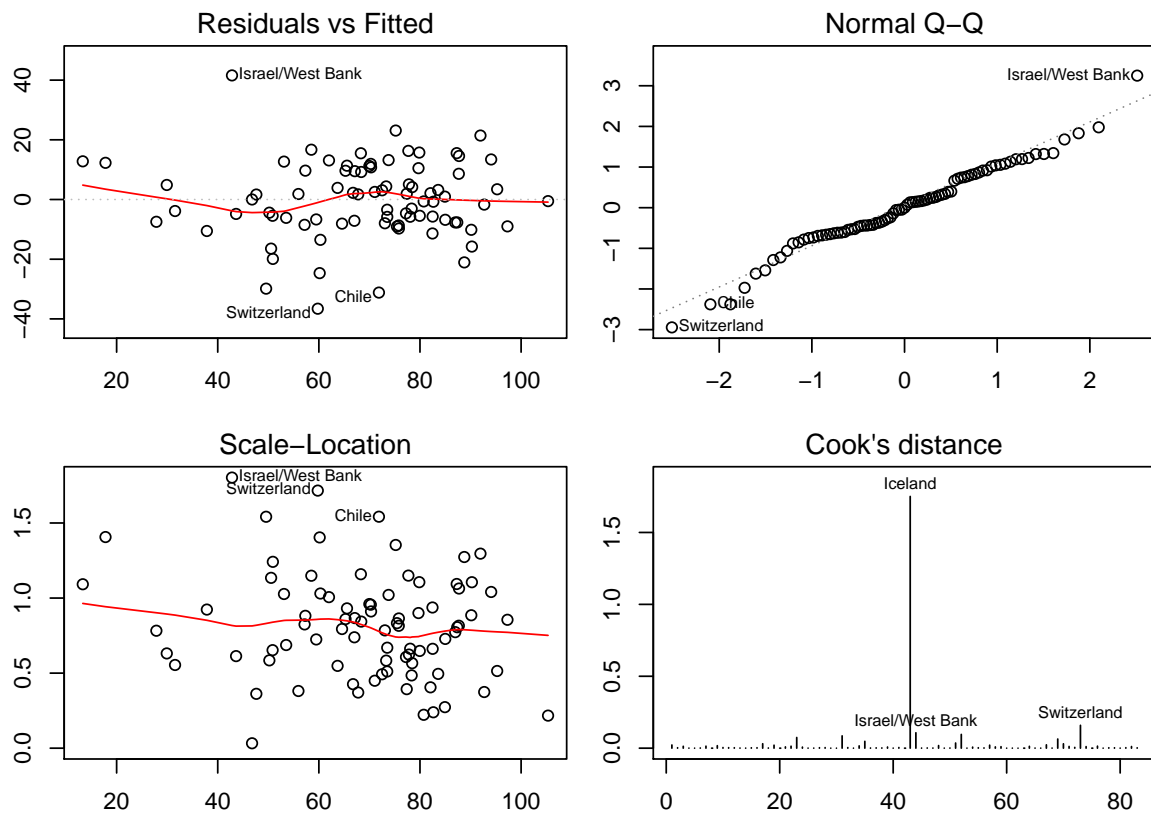 Residuals vs Fitted
40
20
0
−20
−40
Israel/West Bank
Chile
Switzerland
20 40 60 80 100
Normal Q−Q
3
2
1
0
−1
−3
Israel/West Bank
Chile
Switzerland
−2 −1 0 1 2
Scale−Location
1.5
1.0
0.5
0.0
Israel/West Bank
Switzerland
Chile
20 40 60 80 100
Cook's distance
1.5
1.0
0.5
0.0
Iceland
Israel/West Bank
Switzerland
0 20 40 60 80